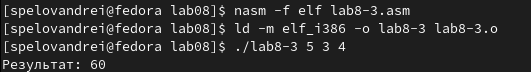 [spelovandrei@fedora lab08]$ nasm -f elf lab8-3.asm
[spelovandrei@fedora lab08]$ ld -m elf_i386 -o lab8-3 lab8-3.o
[spelovandrei@fedora lab08]$ ./lab8-3 5 3 4
Результат: 60